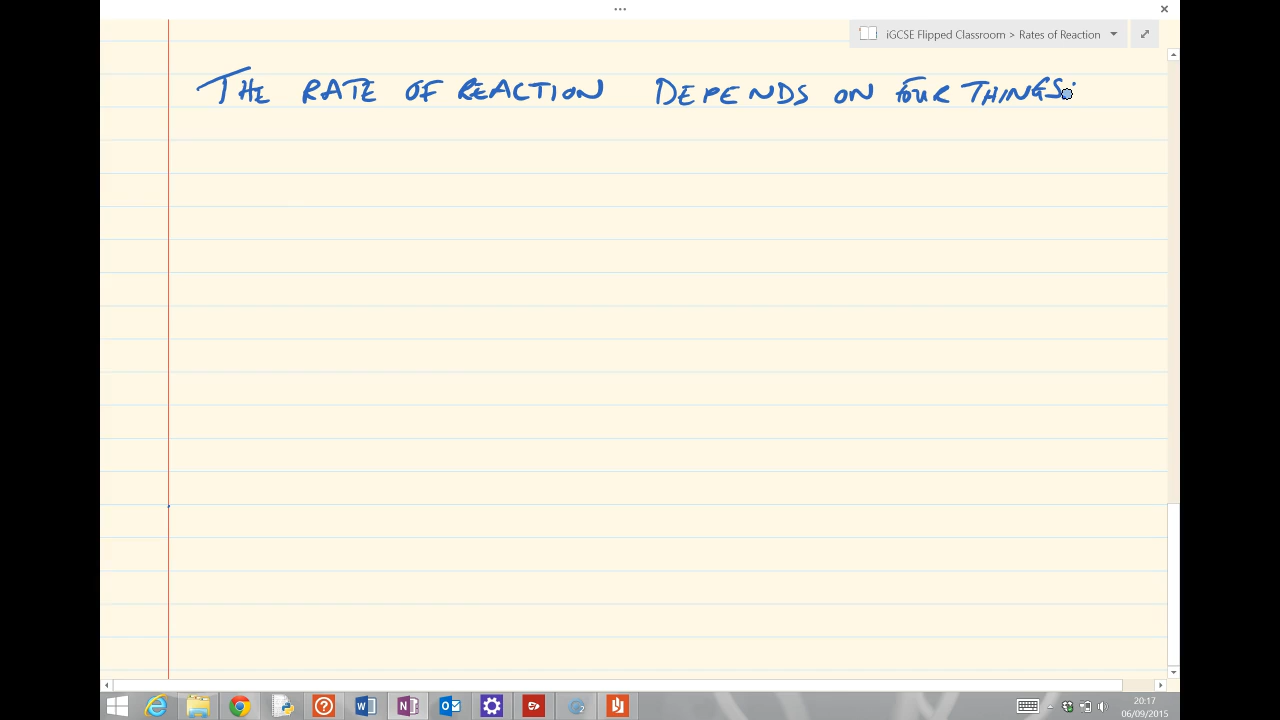 ...
iGCSE Flipped Classroom > Rates of Reaction
THE RATE OF REACTION DEPENDS ON FOUR THINGS:
20:17
06/09/2015